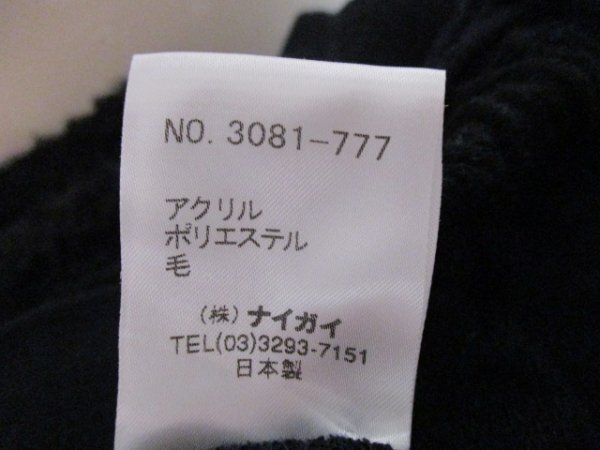 NO. 3081-777
アクリル
ポリエステル
毛
(株) ナイガイ
TEL(03)3293-7151
日本製